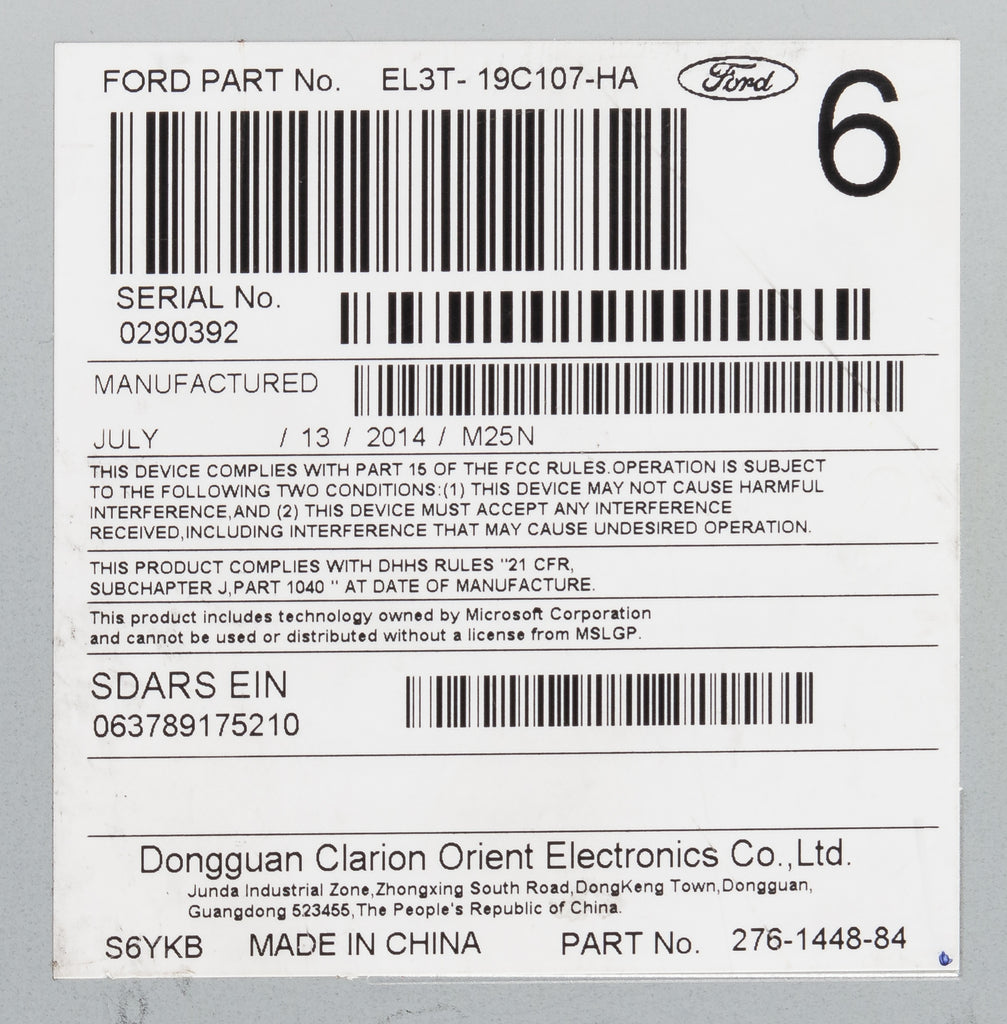 FORD PART No. EL3T- 19C107-HA Ford 6
SERIAL No.
0290392
MANUFACTURED
JULY / 13 / 2014 / M25N
THIS DEVICE COMPLIES WITH PART 15 OF THE FCC RULES.OPERATION IS SUBJECT
TO THE FOLLOWING TWO CONDITIONS:(1) THIS DEVICE MAY NOT CAUSE HARMFUL
INTERFERENCE,AND (2) THIS DEVICE MUST ACCEPT ANY INTERFERENCE
RECEIVED,INCLUDING INTERFERENCE THAT MAY CAUSE UNDESIRED OPERATION.
THIS PRODUCT COMPLIES WITH DHHS RULES "21 CFR,
SUBCHAPTER J,PART 1040 " AT DATE OF MANUFACTURE.
This product includes technology owned by Microsoft Corporation
and cannot be used or distributed without a license from MSLGP.
SDARS EIN
063789175210
Dongguan Clarion Orient Electronics Co.,Ltd.
Junda Industrial Zone,Zhongxing South Road,DongKeng Town,Dongguan,
Guangdong 523455,The People's Republic of China.
S6YKB MADE IN CHINA PART No. 276-1448-84